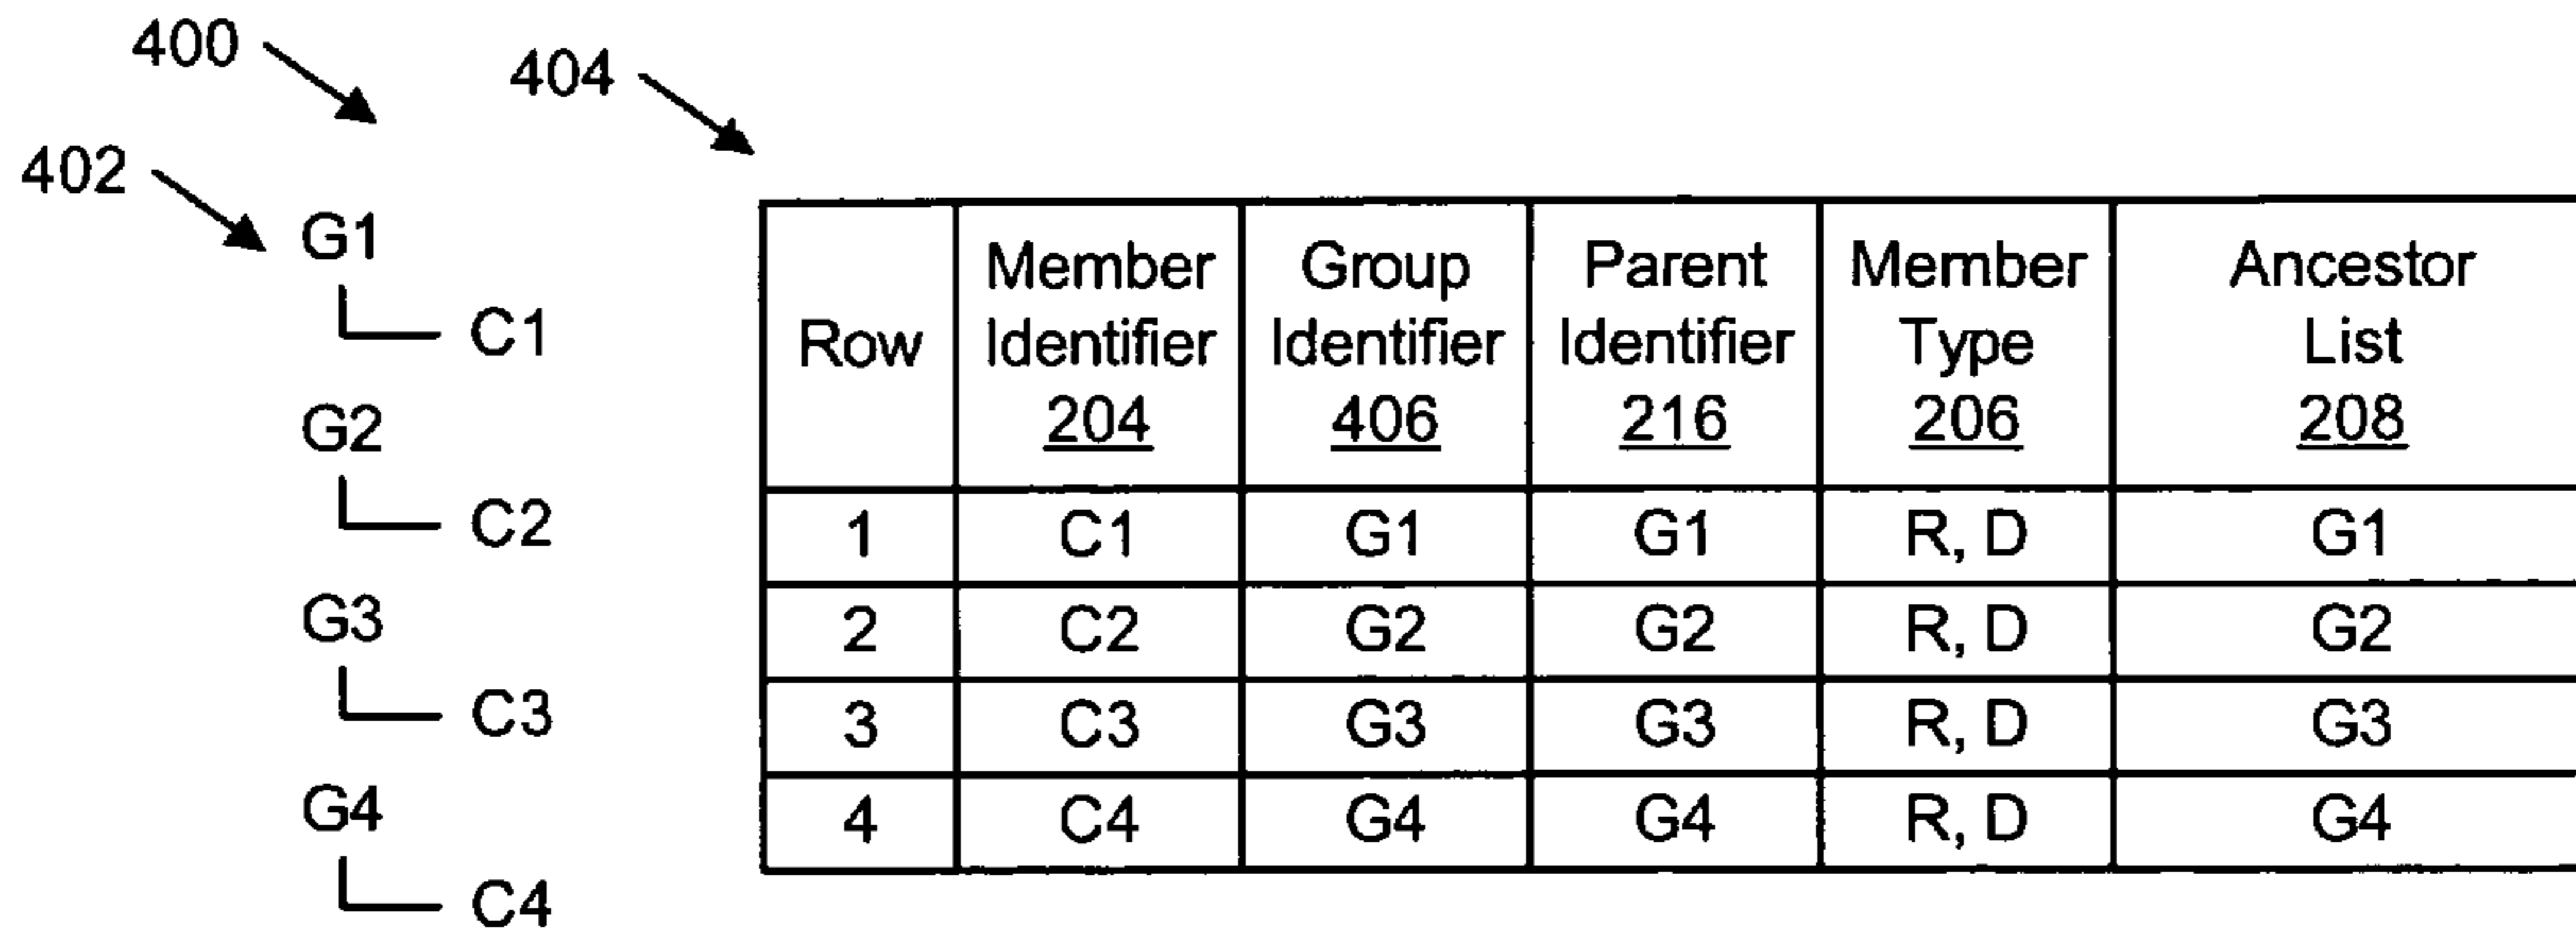 400
404
402
G1
C1
G2
C2
G3
C3
G4
C4
Row Member Identifier 204 Group Identifier 406 Parent Identifier 216 Member Type 206 Ancestor List 208
1 C1 G1 G1 R, D G1
2 C2 G2 G2 R, D G2
3 C3 G3 G3 R, D G3
4 C4 G4 G4 R, D G4